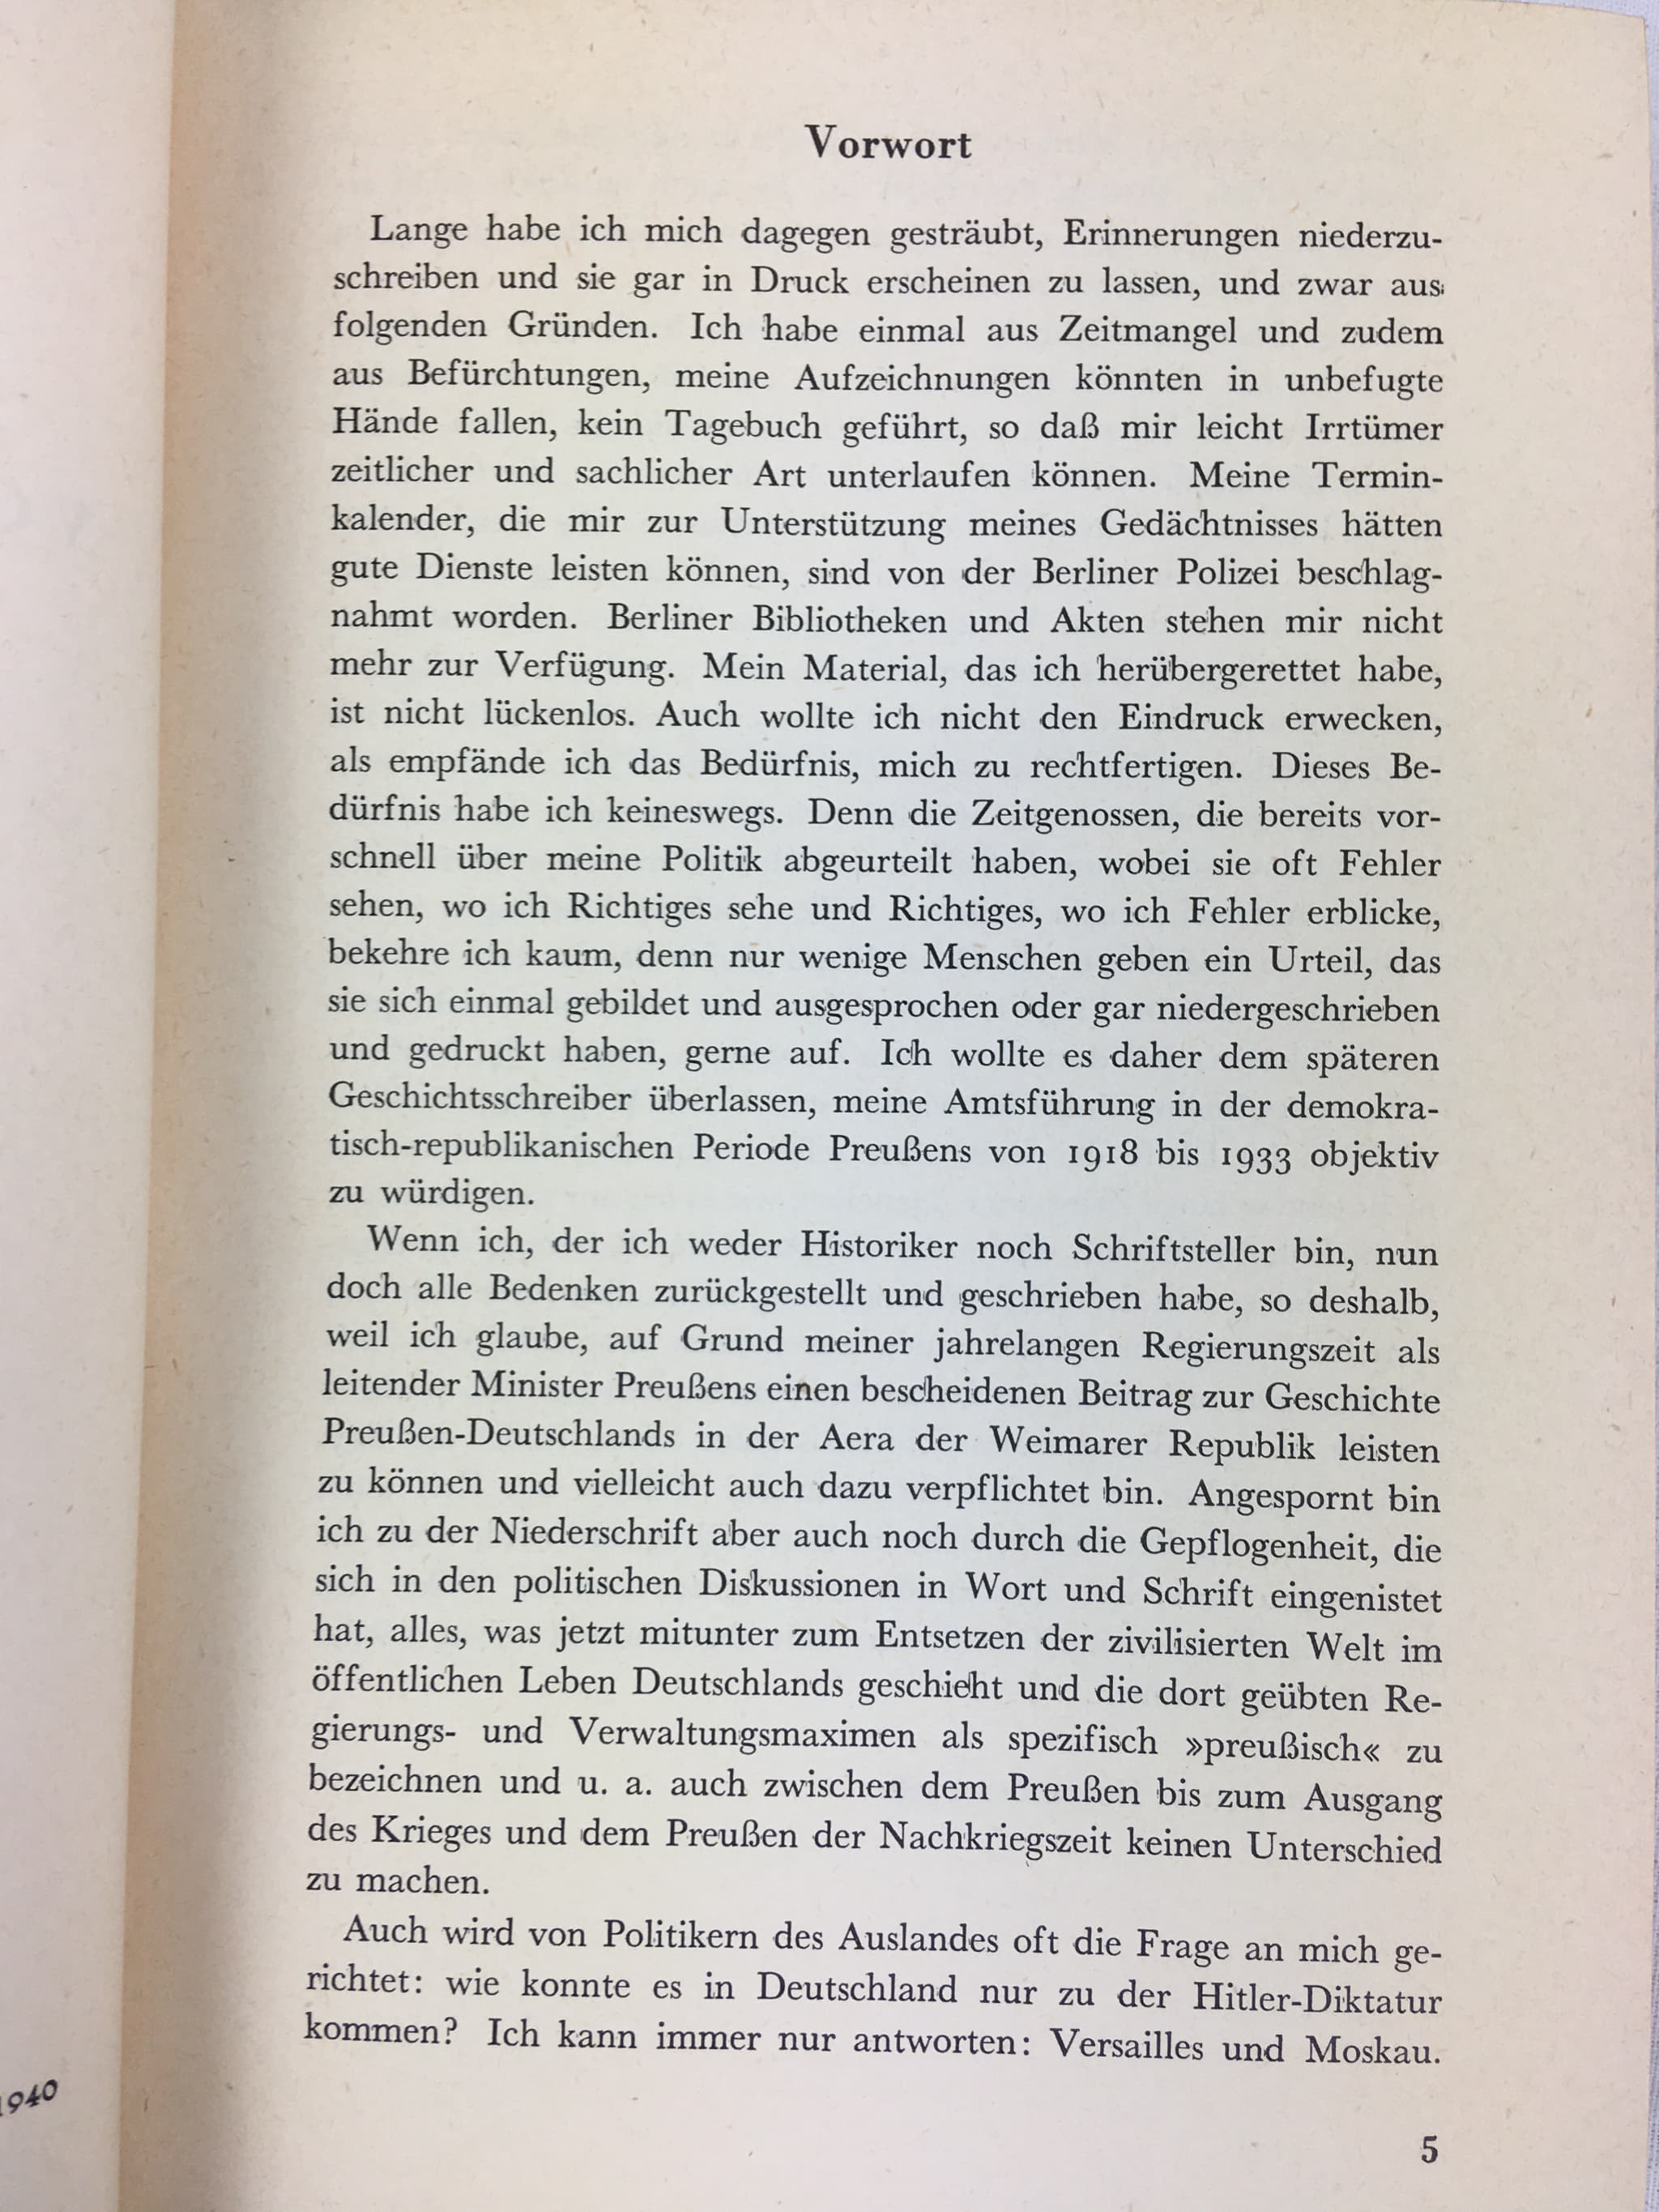 Vorwort
Lange habe ich mich dagegen gesträubt, Erinnerungen niederzu-
schreiben und sie gar in Druck erscheinen zu lassen, und zwar aus
folgenden Gründen. Ich habe einmal aus Zeitmangel und zudem
aus Befürchtungen, meine Aufzeichnungen könnten in unbefugte
Hände fallen, kein Tagebuch geführt, so daß mir leicht Irrtümer
zeitlicher und sachlicher Art unterlaufen können. Meine Termin-
kalender, die mir zur Unterstützung meines Gedächtnisses hätten
gute Dienste leisten können, sind von der Berliner Polizei beschlag-
nahmt worden. Berliner Bibliotheken und Akten stehen mir nicht
mehr zur Verfügung. Mein Material, das ich herübergerettet habe,
ist nicht lückenlos. Auch wollte ich nicht den Eindruck erwecken,
als empfände ich das Bedürfnis, mich zu rechtfertigen. Dieses Be-
dürfnis habe ich keineswegs. Denn die Zeitgenossen, die bereits vor-
schnell über meine Politik abgeurteilt haben, wobei sie oft Fehler
sehen, wo ich Richtiges sehe und Richtiges, wo ich Fehler erblicke,
bekehre ich kaum, denn nur wenige Menschen geben ein Urteil, das
sie sich einmal gebildet und ausgesprochen oder gar niedergeschrieben
und gedruckt haben, gerne auf. Ich wollte es daher dem späteren
Geschichtsschreiber überlassen, meine Amtsführung in der demokra-
tisch-republikanischen Periode Preußens von 1918 bis 1933 objektiv
zu würdigen.
Wenn ich, der ich weder Historiker noch Schriftsteller bin, nun
doch alle Bedenken zurückgestellt und geschrieben habe, so deshalb,
weil ich glaube, auf Grund meiner jahrelangen Regierungszeit als
leitender Minister Preußens einen bescheidenen Beitrag zur Geschichte
Preußen-Deutschlands in der Aera der Weimarer Republik leisten
zu können und vielleicht auch dazu verpflichtet bin. Angespornt bin
ich zu der Niederschrift aber auch noch durch die Gepflogenheit, die
sich in den politischen Diskussionen in Wort und Schrift eingenistet
hat, alles, was jetzt mitunter zum Entsetzen der zivilisierten Welt im
öffentlichen Leben Deutschlands geschieht und die dort geübten Re-
gierungs- und Verwaltungsmaximen als spezifisch »preußisch« zu
bezeichnen und u. a. auch zwischen dem Preußen bis zum Ausgang
des Krieges und dem Preußen der Nachkriegszeit keinen Unterschied
zu machen.
Auch wird von Politikern des Auslandes oft die Frage an mich ge-
richtet: wie konnte es in Deutschland nur zu der Hitler-Diktatur
kommen? Ich kann immer nur antworten: Versailles und Moskau.
1940
5